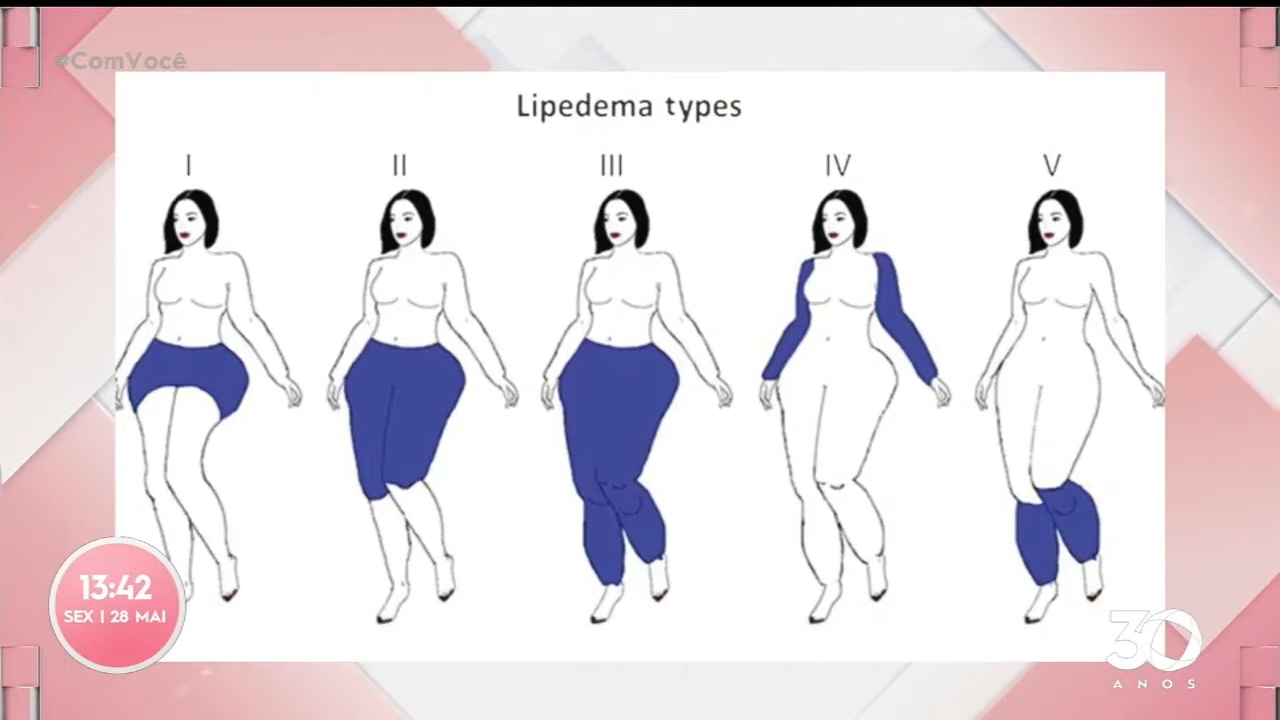 #ComVocê
Lipedema types
I II III IV V
13:42
SEX | 28 MAI
30
ANOS